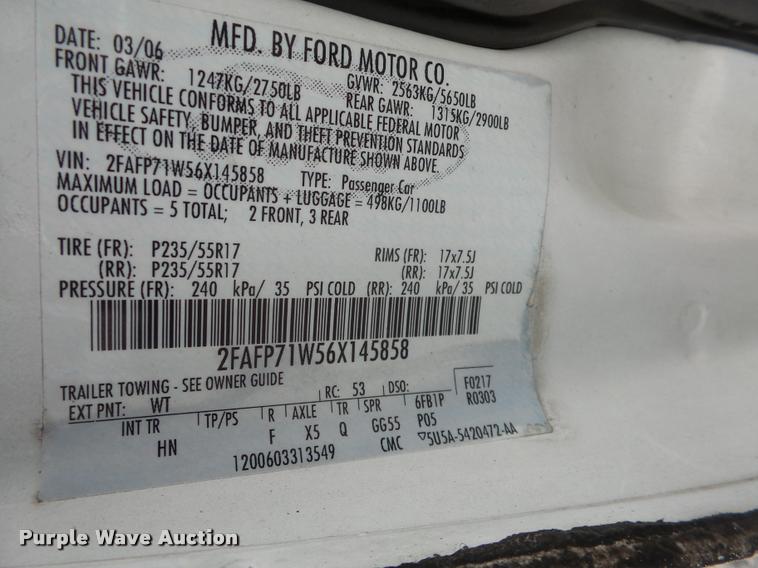 MFD. BY FORD MOTOR CO.
DATE: 03/06 GVWR: 2563KG/5650LB
FRONT GAWR: 1247KG/2750LB REAR GAWR: 1315KG/2900LB
THIS VEHICLE CONFORMS TO ALL APPLICABLE FEDERAL MOTOR
VEHICLE SAFETY, BUMPER, AND THEFT PREVENTION STANDARDS
IN EFFECT ON THE DATE OF MANUFACTURE SHOWN ABOVE.
VIN: 2FAFP71W56X145858 TYPE: Passenger Car
MAXIMUM LOAD = OCCUPANTS + LUGGAGE = 498KG/1100LB
OCCUPANTS = 5 TOTAL; 2 FRONT, 3 REAR
TIRE (FR): P235/55R17 RIMS (FR): 17x7.5J
(RR): P235/55R17 (RR): 17x7.5J
PRESSURE (FR): 240 kPa/ 35 PSI COLD (RR): 240 kPa/ 35 PSI COLD
2FAFP71W56X145858
TRAILER TOWING - SEE OWNER GUIDE F0217
EXT PNT: WT RC: 53 DSO: R0303
INT TR TP/PS R AXLE TR SPR 6FB1P
HN F X5 Q GG55 P05
1200603313549 CMC 5U5A-5420472-AA
Purple Wave Auction